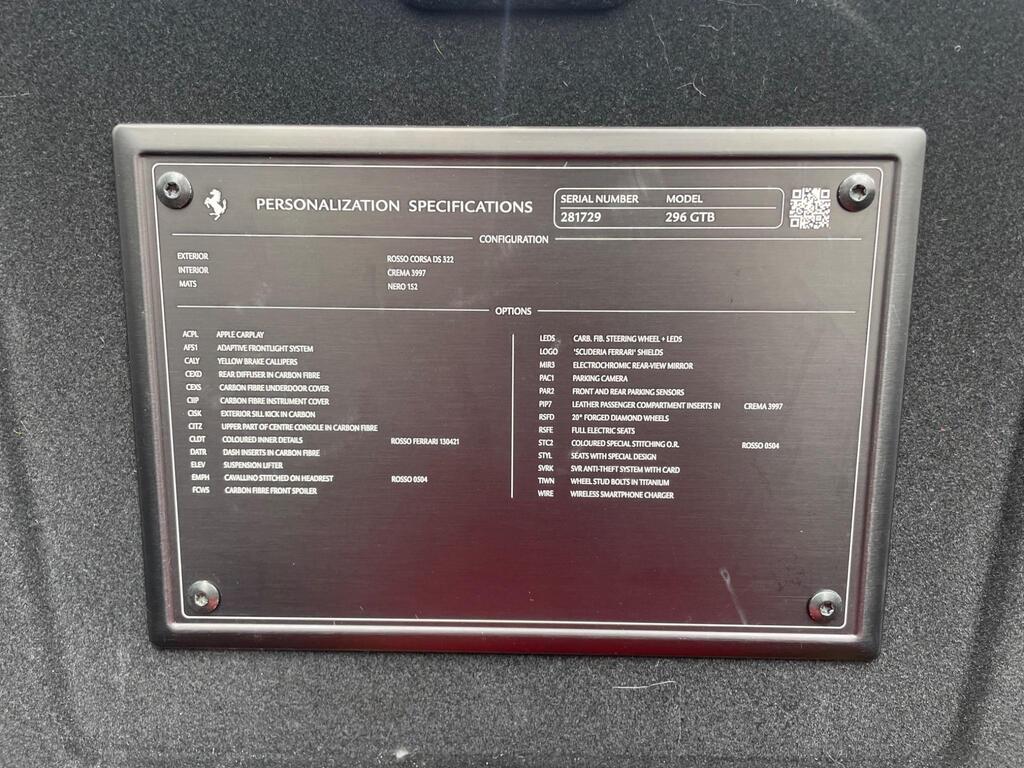 PERSONALIZATION SPECIFICATIONS
SERIAL NUMBER MODEL
281729 296 GTB
CONFIGURATION
EXTERIOR ROSSO CORSA DS 322
INTERIOR CREMA 3997
MATS NERO 152
OPTIONS
ACPL APPLE CARPLAY
AFS1 ADAPTIVE FRONTLIGHT SYSTEM
CALY YELLOW BRAKE CALLIPERS
CEXD REAR DIFFUSER IN CARBON FIBRE
CEXS CARBON FIBRE UNDERDOOR COVER
CIIP CARBON FIBRE INSTRUMENT COVER
CISK EXTERIOR SILL KICK IN CARBON
CITZ UPPER PART OF CENTRE CONSOLE IN CARBON FIBRE
CLDT COLOURED INNER DETAILS ROSSO FERRARI 130421
DATR DASH INSERTS IN CARBON FIBRE
ELEV SUSPENSION LIFTER
EMPH CAVALLINO STITCHED ON HEADREST ROSSO 0504
FCWS CARBON FIBRE FRONT SPOILER
LEDS CARB. FIB. STEERING WHEEL + LEDS
LOGO "SCUDERIA FERRARI" SHIELDS
MIR3 ELECTROCHROMIC REAR-VIEW MIRROR
PAC1 PARKING CAMERA
PAR2 FRONT AND REAR PARKING SENSORS
PIP7 LEATHER PASSENGER COMPARTMENT INSERTS IN CREMA 3997
RSFD 20" FORGED DIAMOND WHEELS
RSFE FULL ELECTRIC SEATS
STC2 COLOURED SPECIAL STITCHING O.R. ROSSO 0504
STYL SEATS WITH SPECIAL DESIGN
SVRK SVR ANTI-THEFT SYSTEM WITH CARD
TIWN WHEEL STUD BOLTS IN TITANIUM
WIRE WIRELESS SMARTPHONE CHARGER